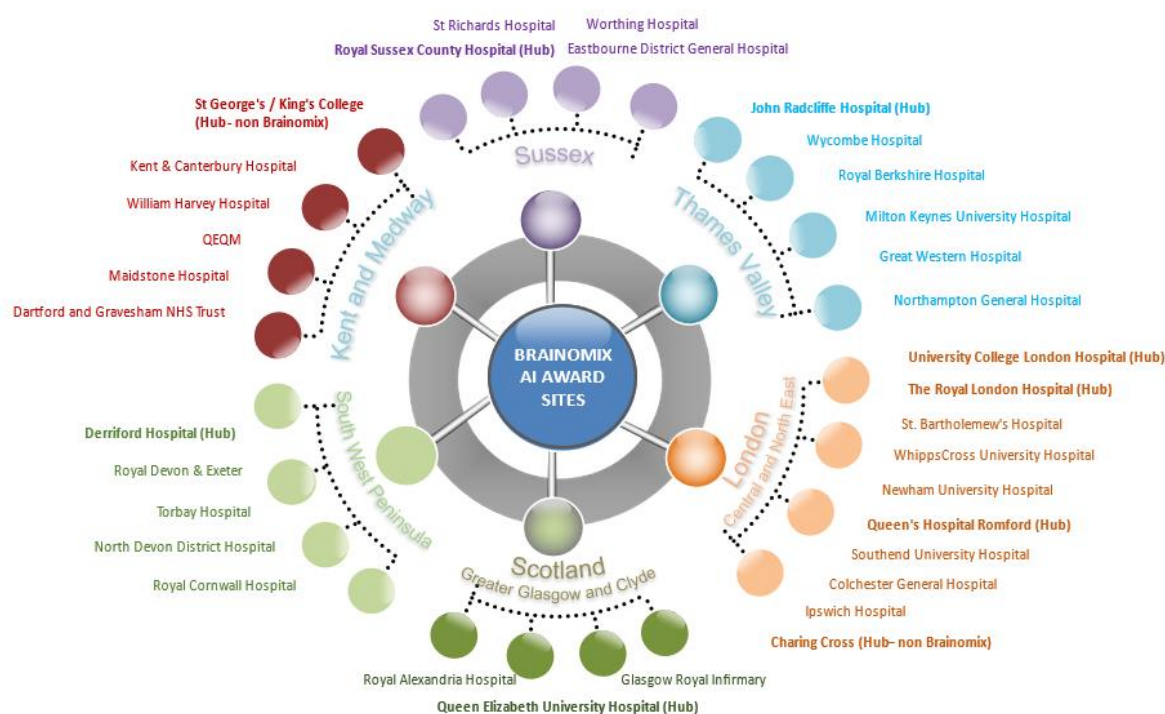 St Richards Hospital
Worthing Hospital
Royal Sussex County Hospital (Hub)
Eastbourne District General Hospital
Sussex
St George's / King's College
(Hub- non Brainomix)
Kent & Canterbury Hospital
William Harvey Hospital
QEQM
Maidstone Hospital
Dartford and Gravesham NHS Trust
Kent and Medway
John Radcliffe Hospital (Hub)
Wycombe Hospital
Royal Berkshire Hospital
Milton Keynes University Hospital
Great Western Hospital
Northampton General Hospital
Thames Valley
BRAINOMIX
AI AWARD
SITES
University College London Hospital (Hub)
The Royal London Hospital (Hub)
St. Bartholemew's Hospital
WhippsCross University Hospital
Newham University Hospital
Queen's Hospital Romford (Hub)
Southend University Hospital
Colchester General Hospital
Ipswich Hospital
Charing Cross (Hub– non Brainomix)
London
Central and North East
South West Peninsula
Derriford Hospital (Hub)
Royal Devon & Exeter
Torbay Hospital
North Devon District Hospital
Royal Cornwall Hospital
Scotland
Greater Glasgow and Clyde
Royal Alexandria Hospital
Glasgow Royal Infirmary
Queen Elizabeth University Hospital (Hub)